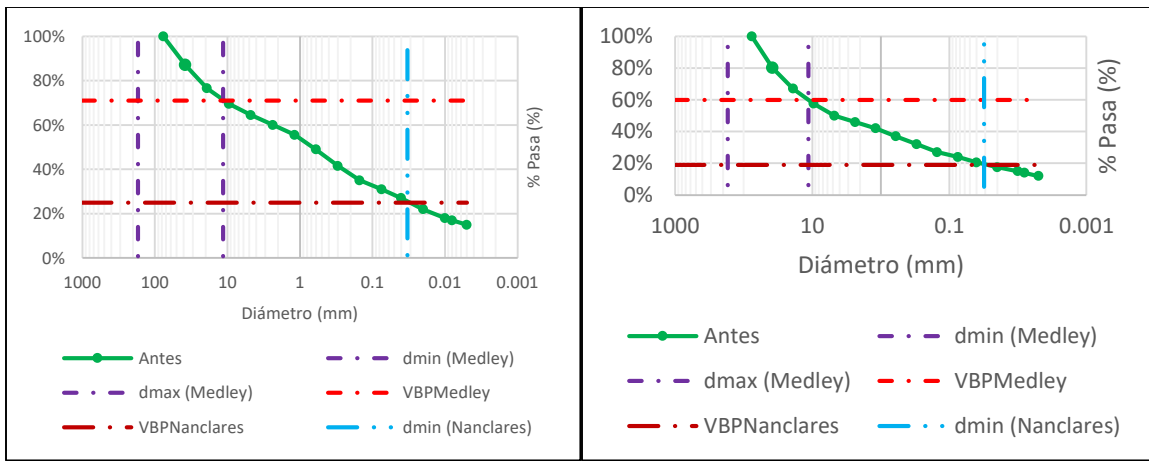 100%
80%
60%
40%
20%
0%
1000 100 10 1 0.1 0.01 0.001
% Pasa (%)
Diámetro (mm)
Antes dmin (Medley)
dmax (Medley) VBPMedley
VBPNanclares dmin (Nanclares)
100%
80%
60%
40%
20%
0%
1000 10 0.1 0.001
% Pasa (%)
Diámetro (mm)
Antes dmin (Medley)
dmax (Medley) VBPMedley
VBPNanclares dmin (Nanclares)